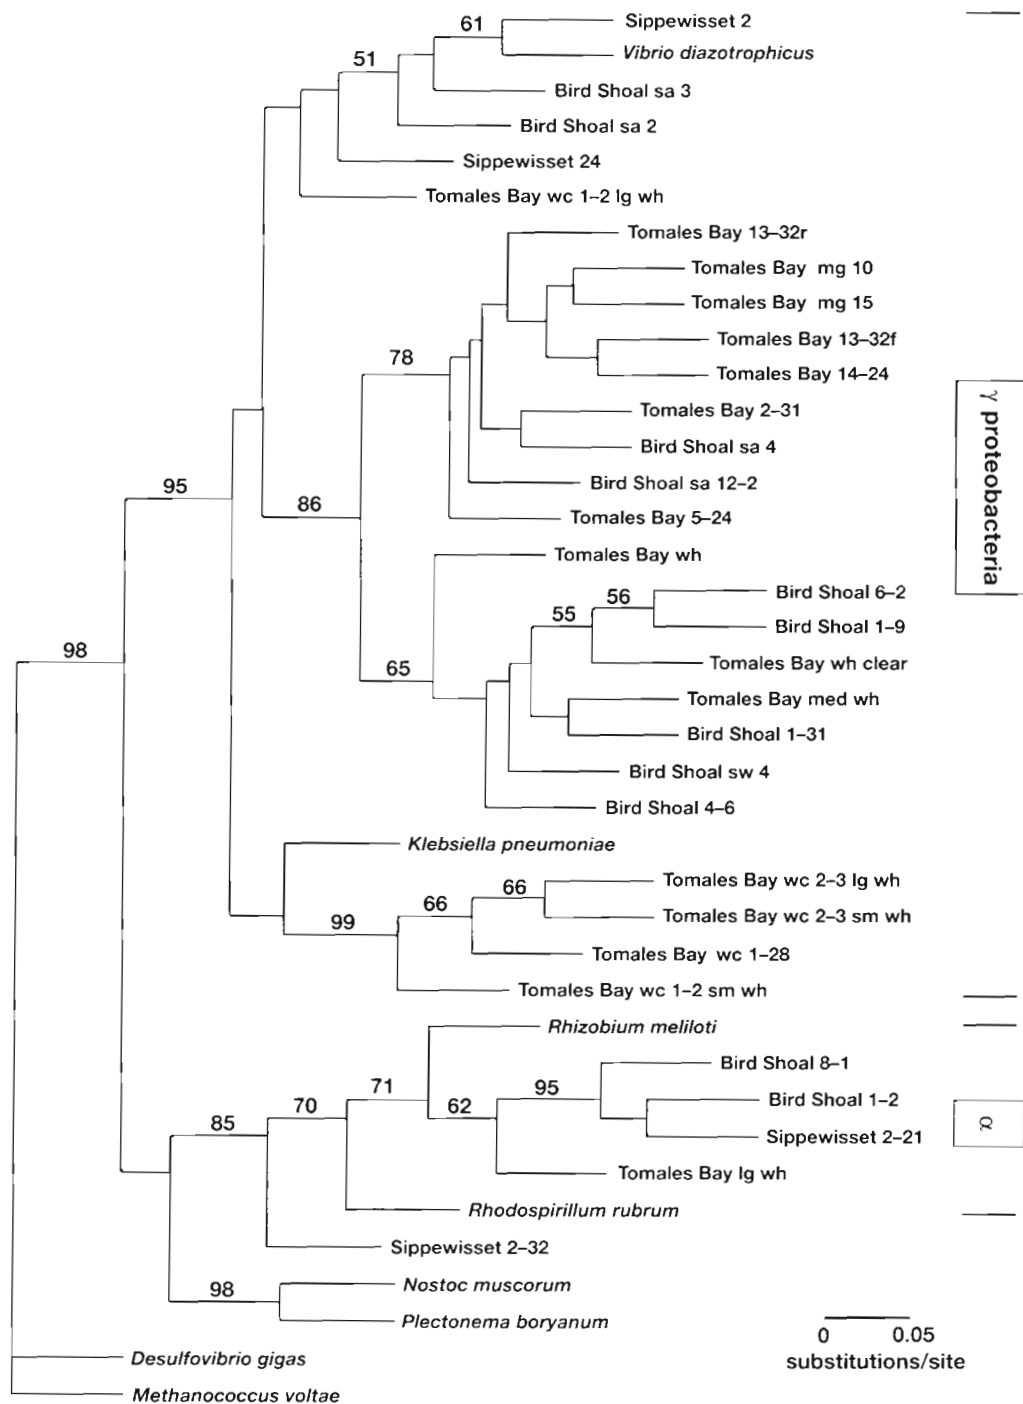 61
Sippewisset 2
Vibrio diazotrophicus
51
Bird Shoal sa 3
Bird Shoal sa 2
Sippewisset 24
Tomales Bay wc 1–2 lg wh
Tomales Bay 13–32r
Tomales Bay mg 10
Tomales Bay mg 15
Tomales Bay 13–32f
78
Tomales Bay 14–24
Tomales Bay 2–31
Bird Shoal sa 4
Bird Shoal sa 12–2
95
86
Tomales Bay 5–24
γ proteobacteria
Tomales Bay wh
Bird Shoal 6–2
56
55
Bird Shoal 1–9
98
65
Tomales Bay wh clear
Tomales Bay med wh
Bird Shoal 1–31
Bird Shoal sw 4
Bird Shoal 4–6
Klebsiella pneumoniae
Tomales Bay wc 2–3 lg wh
66
66
Tomales Bay wc 2–3 sm wh
99
Tomales Bay wc 1–28
Tomales Bay wc 1–2 sm wh
Rhizobium meliloti
Bird Shoal 8–1
71
95
Bird Shoal 1–2
70
62
85
Sippewisset 2–21
α
Tomales Bay lg wh
Rhodospirillum rubrum
Sippewisset 2–32
98
Nostoc muscorum
Plectonema boryanum
0 0.05
substitutions/site
Desulfovibrio gigas
Methanococcus voltae